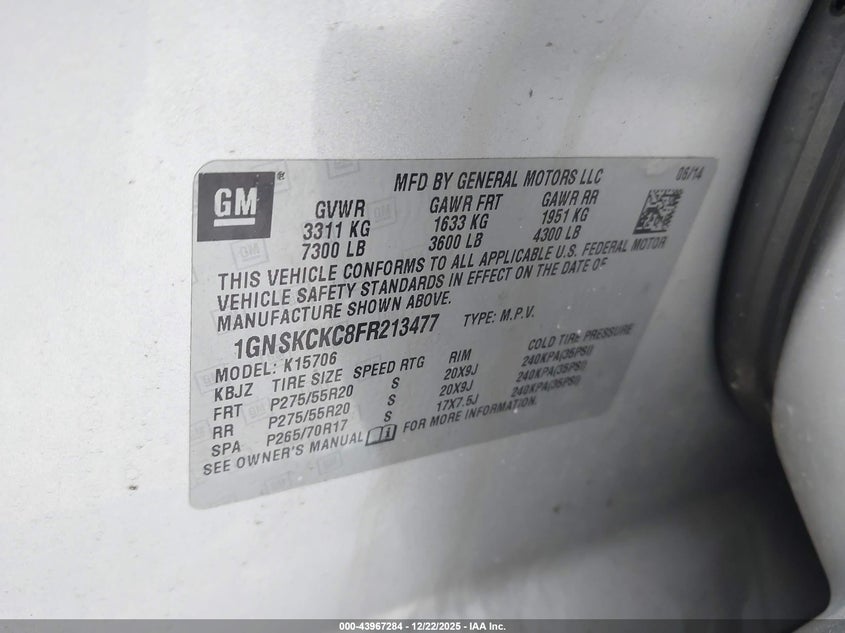 GM ® MFD BY GENERAL MOTORS LLC 06/14
GVWR GAWR FRT GAWR RR
3311 KG 1633 KG 1951 KG
7300 LB 3600 LB 4300 LB
THIS VEHICLE CONFORMS TO ALL APPLICABLE U.S. FEDERAL MOTOR
VEHICLE SAFETY STANDARDS IN EFFECT ON THE DATE OF
MANUFACTURE SHOWN ABOVE.
1GNSKCKC8FR213477 TYPE: M.P.V.
MODEL: K15706
KBJZ TIRE SIZE SPEED RTG RIM COLD TIRE PRESSURE
FRT P275/55R20 S 20X9J 240KPA(35PSI)
RR P275/55R20 S 20X9J 240KPA(35PSI)
SPA P265/70R17 S 17X7.5J 240KPA(35PSI)
SEE OWNER'S MANUAL FOR MORE INFORMATION.
000-43967284 - 12/22/2025 - IAA Inc.